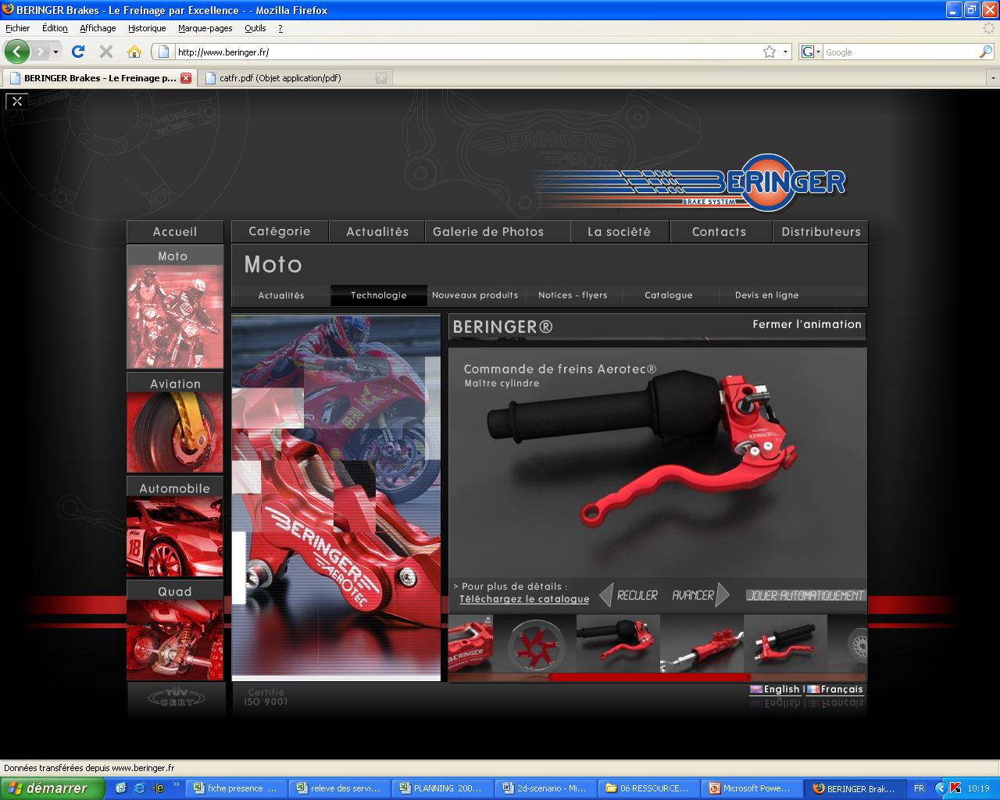 BERINGER Brakes - Le Freinage par Excellence - - Mozilla Firefox
Fichier Édition Affichage Historique Marque-pages Outils ?
http://www.beringer.fr/
Google
BERINGER Brakes - Le Freinage p...
catfr.pdf (Objet application/pdf)
BERINGER
AEROTEC
BERINGER
BRAKE SYSTEM
Accueil
Catégorie
Actualités
Galerie de Photos
La société
Contacts
Distributeurs
Moto
Moto
Actualités
Technologie
Nouveaux produits
Notices - flyers
Catalogue
Devis en ligne
Aviation
Automobile
18
Quad
BERINGER
AEROTEC
BERINGER®
Fermer l'animation
Commande de freins Aerotec®
Maître cylindre
BERINGER
> Pour plus de détails :
Téléchargez le catalogue
RECULER
AVANCER
JOUER AUTOMATIQUEMENT
BERINGER
TÜV
CERT
Certifié
ISO 9001
English | Français
Données transférées depuis www.beringer.fr
démarrer
fiche presence ...
releve des servi...
PLANNING 200...
2d-scenario - Mi...
06 RESSOURCE...
Microsoft Powe...
BERINGER Brak...
FR
10:19